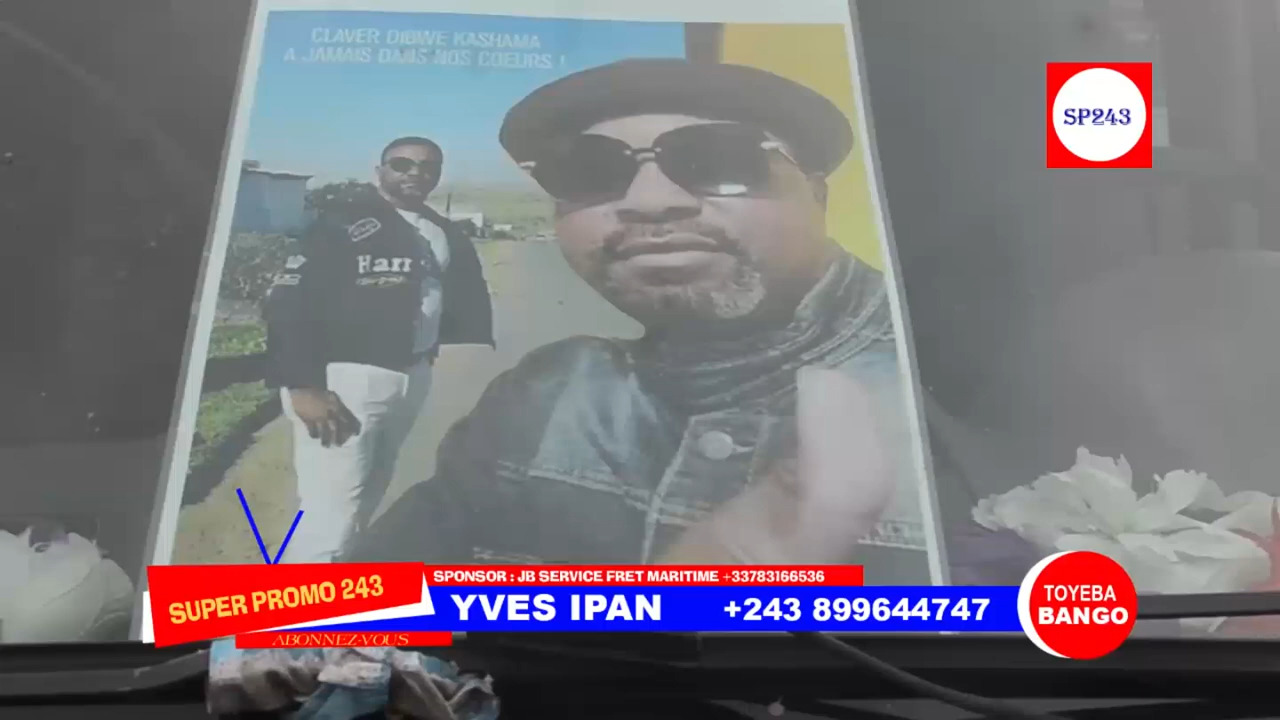 CLAVER DIBWE KASHAMA
A JAMAIS DANS NOS COEURS !
SP243
Harr
SUPER PROMO 243
SPONSOR : JB SERVICE FRET MARITIME +33783166536
YVES IPAN +243 899644747
TOYEBA
BANGO
ABONNEZ-VOUS